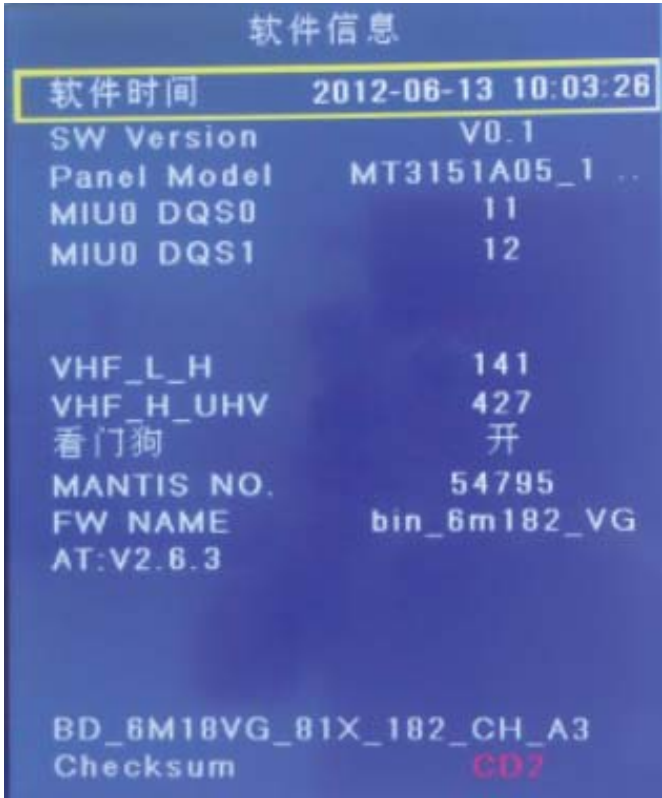 软件信息
软件时间 2012-06-13 10:03:26
SW Version V0.1
Panel Model MT3151A05_1 ..
MIU0 DQS0 11
MIU0 DQS1 12
VHF_L_H 141
VHF_H_UHV 427
看门狗 开
MANTIS NO. 54795
FW NAME bin_6m182_VG
AT:V2.6.3
BD_6M18VG_81X_182_CH_A3
Checksum CD2